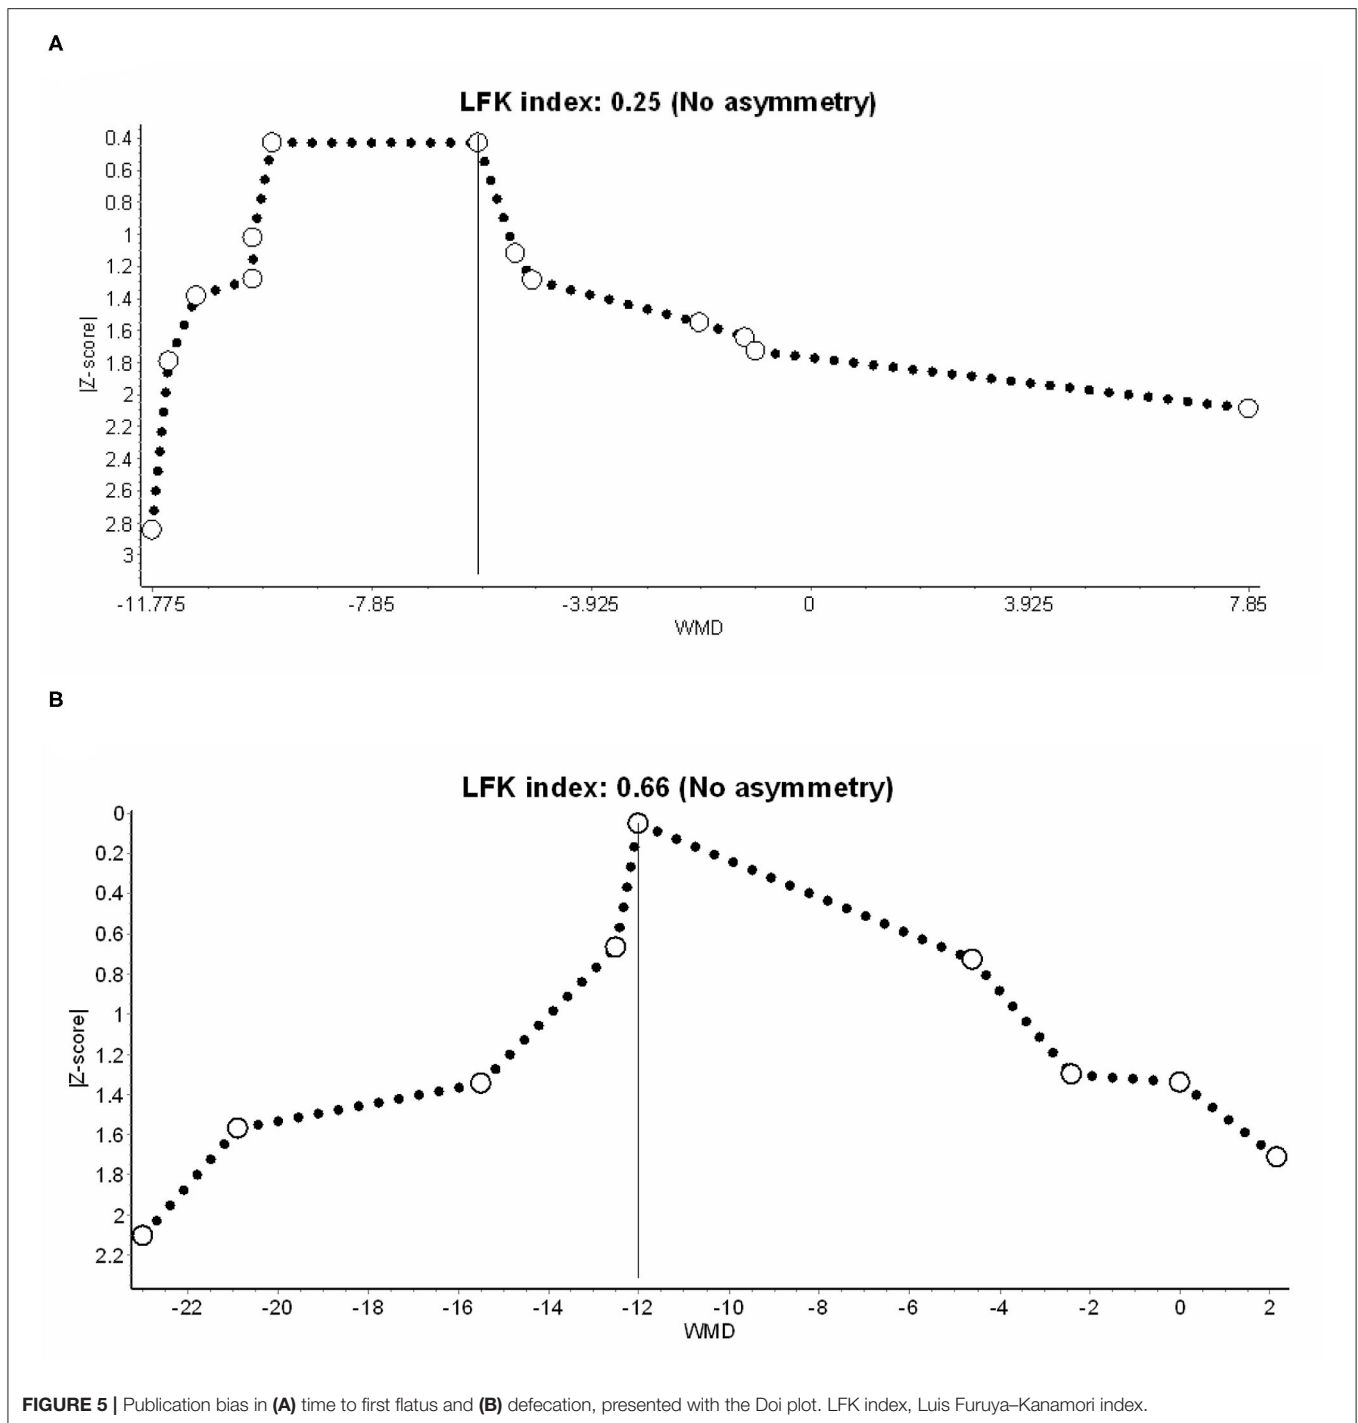 A
LFK index: 0.25 (No asymmetry)
|Z-score|
0.4
0.6
0.8
1
1.2
1.4
1.6
1.8
2
2.2
2.4
2.6
2.8
3
-11.775 -7.85 -3.925 0 3.925 7.85
WMD
B
LFK index: 0.66 (No asymmetry)
|Z-score|
0
0.2
0.4
0.6
0.8
1
1.2
1.4
1.6
1.8
2
2.2
-22 -20 -18 -16 -14 -12 -10 -8 -6 -4 -2 0 2
WMD
FIGURE 5 | Publication bias in (A) time to first flatus and (B) defecation, presented with the Doi plot. LFK index, Luis Furuya–Kanamori index.